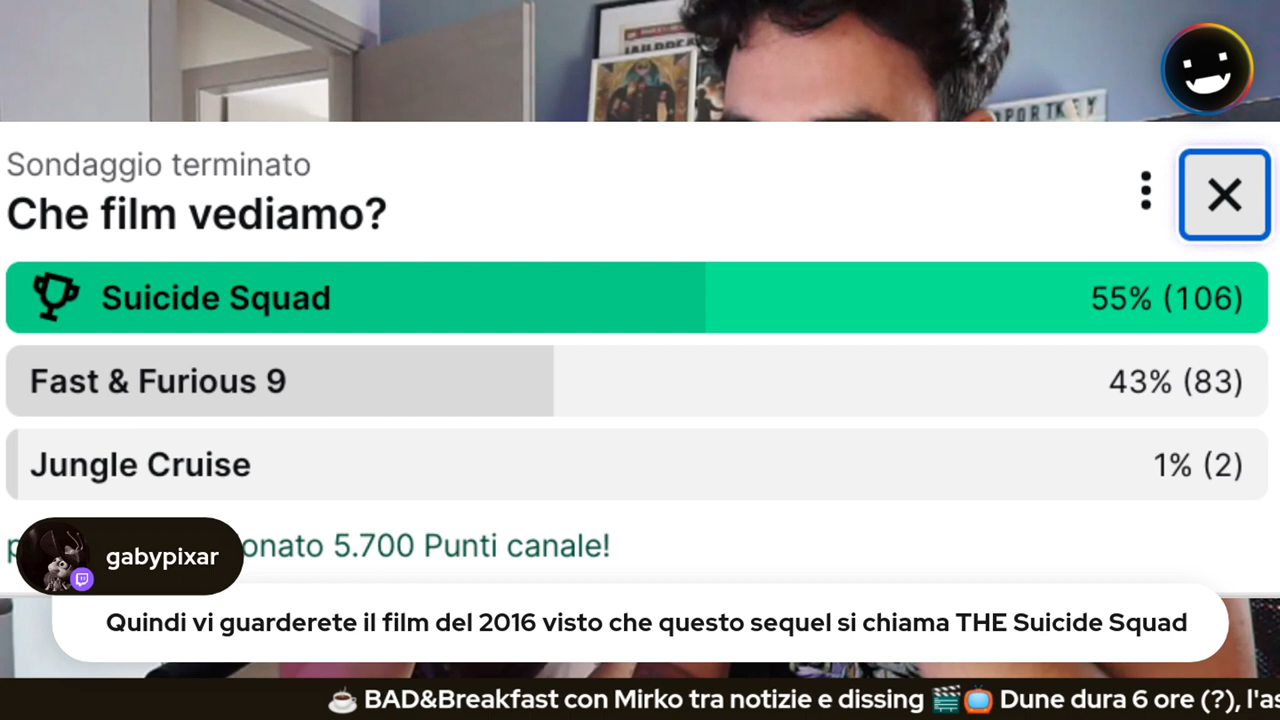 JAILBREA
PORTKEY
Sondaggio terminato
Che film vediamo?
Suicide Squad 55% (106)
Fast & Furious 9 43% (83)
Jungle Cruise 1% (2)
onato 5.700 Punti canale!
gabypixar
Quindi vi guarderete il film del 2016 visto che questo sequel si chiama THE Suicide Squad
☕ BAD&Breakfast con Mirko tra notizie e dissing 🎬📺 Dune dura 6 ore (?), l'as